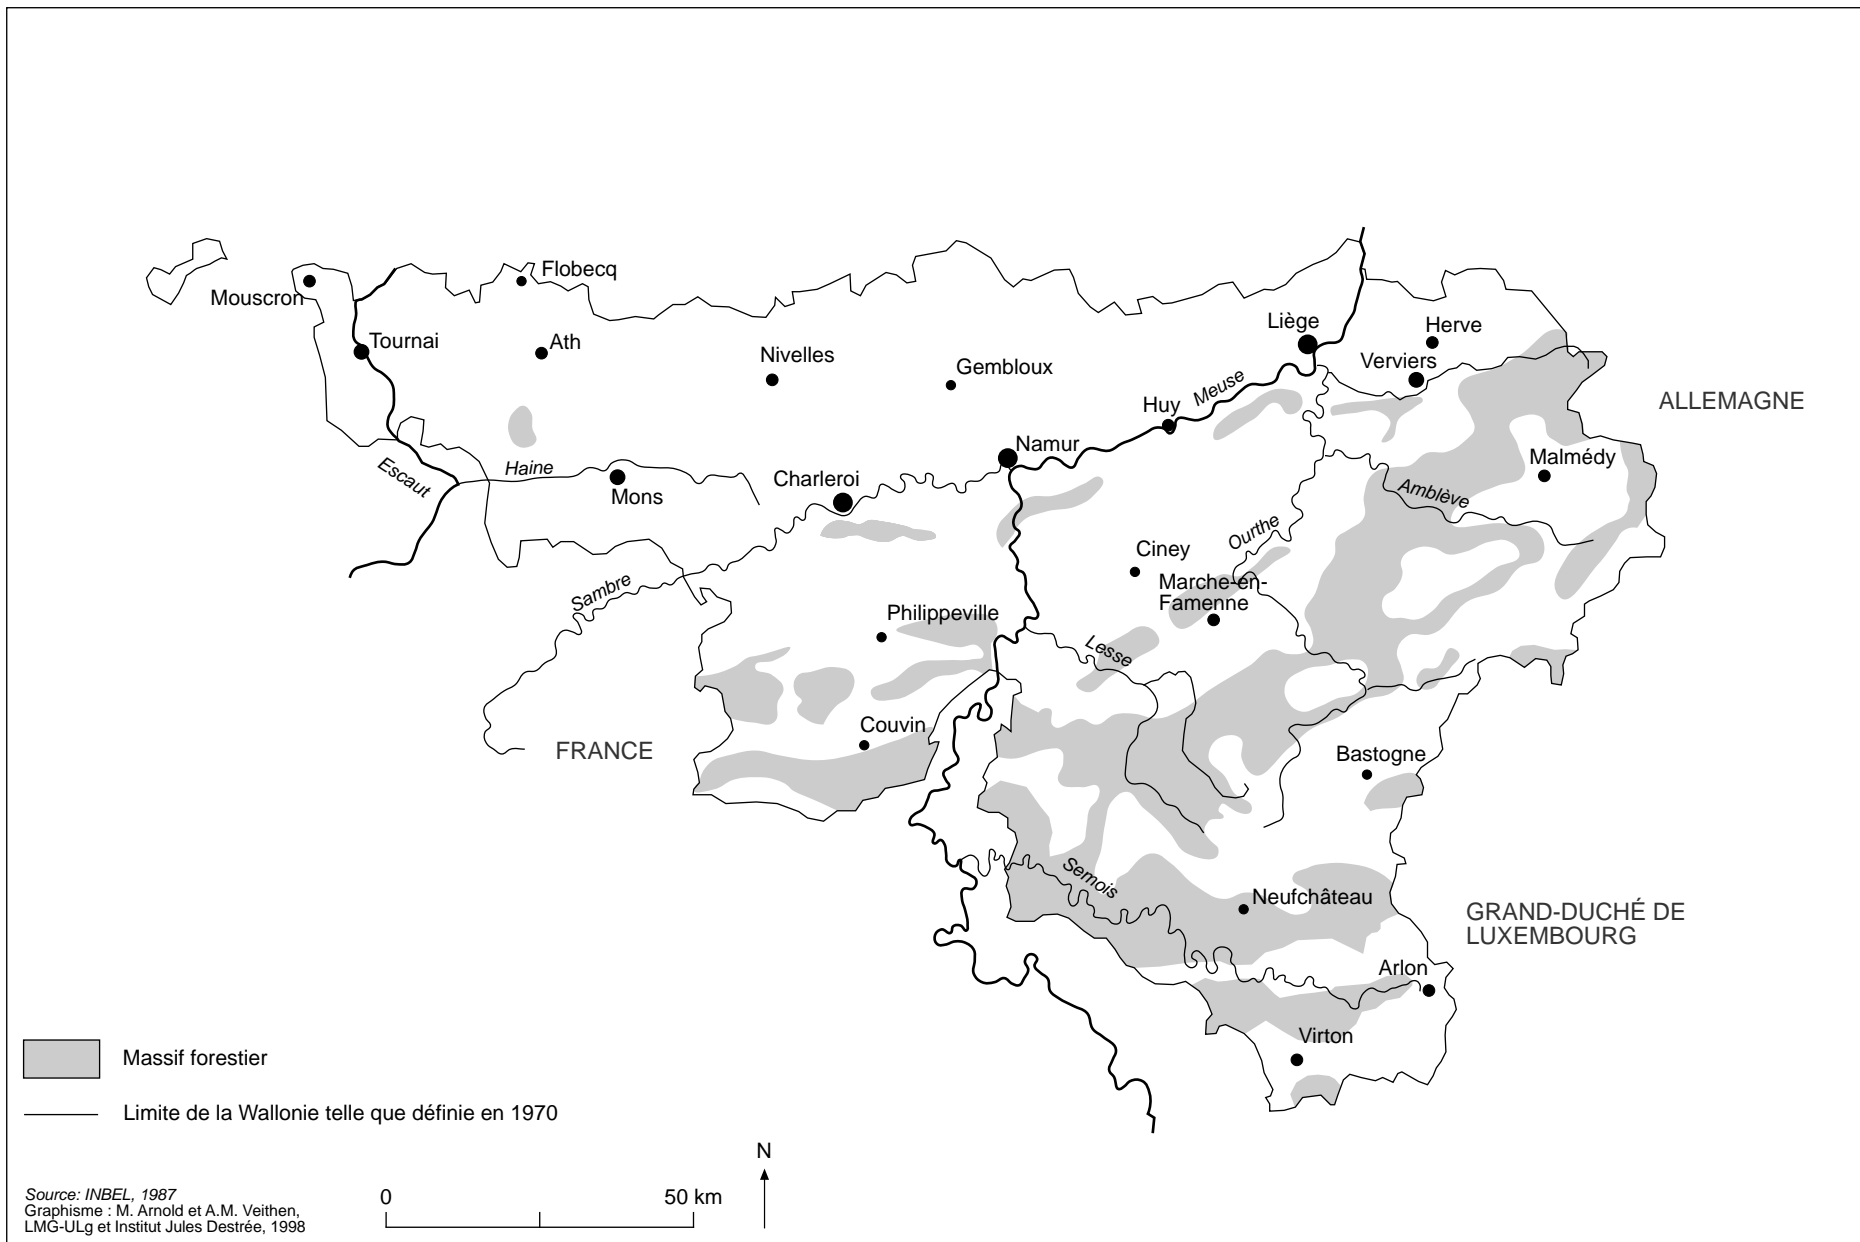 Flobecq
Mouscron
Tournai
Ath
Nivelles
Gembloux
Liège
Herve
Verviers
Meuse
Huy
ALLEMAGNE
Escaut
Haine
Mons
Charleroi
Namur
Malmédy
Amblève
Ourthe
Ciney
Marche-en-
Famenne
Sambre
Philippeville
Lesse
Couvin
FRANCE
Bastogne
Semois
Neufchâteau
GRAND-DUCHÉ DE
LUXEMBOURG
Arlon
Virton
Massif forestier
Limite de la Wallonie telle que définie en 1970
N
0
50 km
Source: INBEL, 1987
Graphisme : M. Arnold et A.M. Veithen,
LMG-ULg et Institut Jules Destrée, 1998